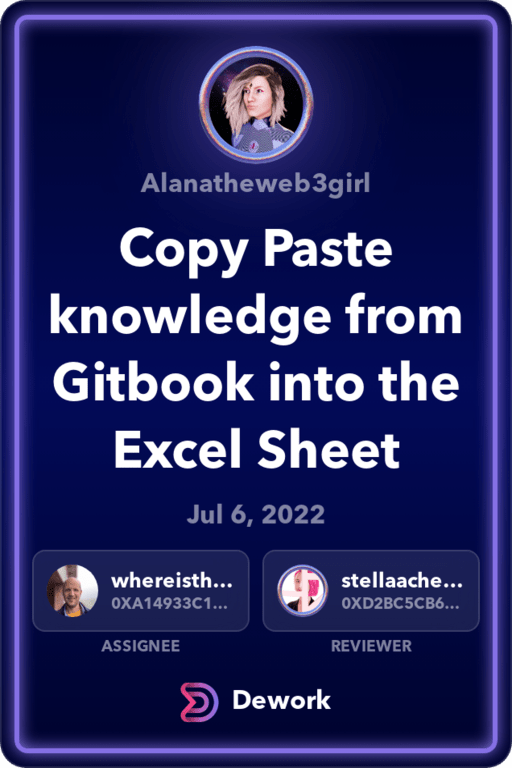 Alanatheweb3girl
Copy Paste
knowledge from
Gitbook into the
Excel Sheet
Jul 6, 2022
whereisth...
0XA14933C1...
ASSIGNEE
stellaache...
0XD2BC5CB6...
REVIEWER
Dework